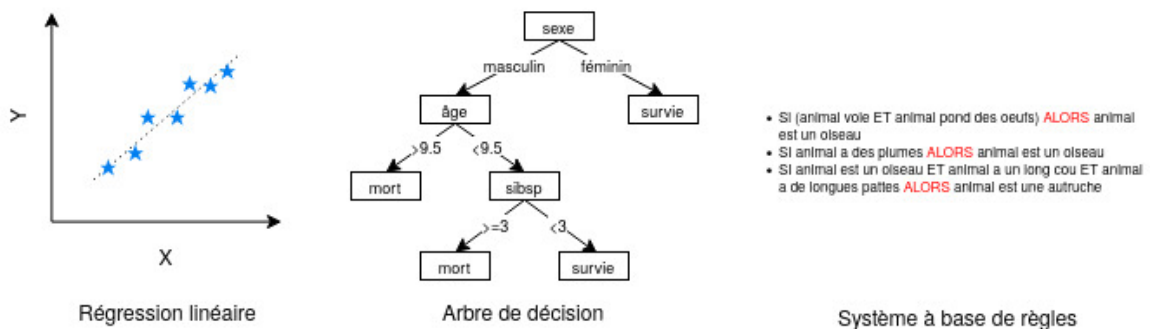 Y
X
Régression linéaire
sexe
masculin
féminin
âge
survie
>9.5
<9.5
mort
sibsp
>=3
<3
mort
survie
Arbre de décision
• SI (animal vole ET animal pond des oeufs) ALORS animal
est un oiseau
• SI animal a des plumes ALORS animal est un oiseau
• SI animal est un oiseau ET animal a un long cou ET animal
a de longues pattes ALORS animal est une autruche
Système à base de règles